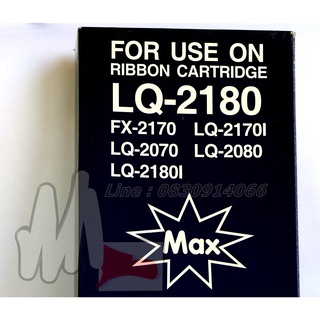 FOR USE ON
RIBBON CARTRIDGE
LQ-2180
FX-2170 LQ-2170I
LQ-2070 LQ-2080
LQ-2180I
Line : 0830914066
Max